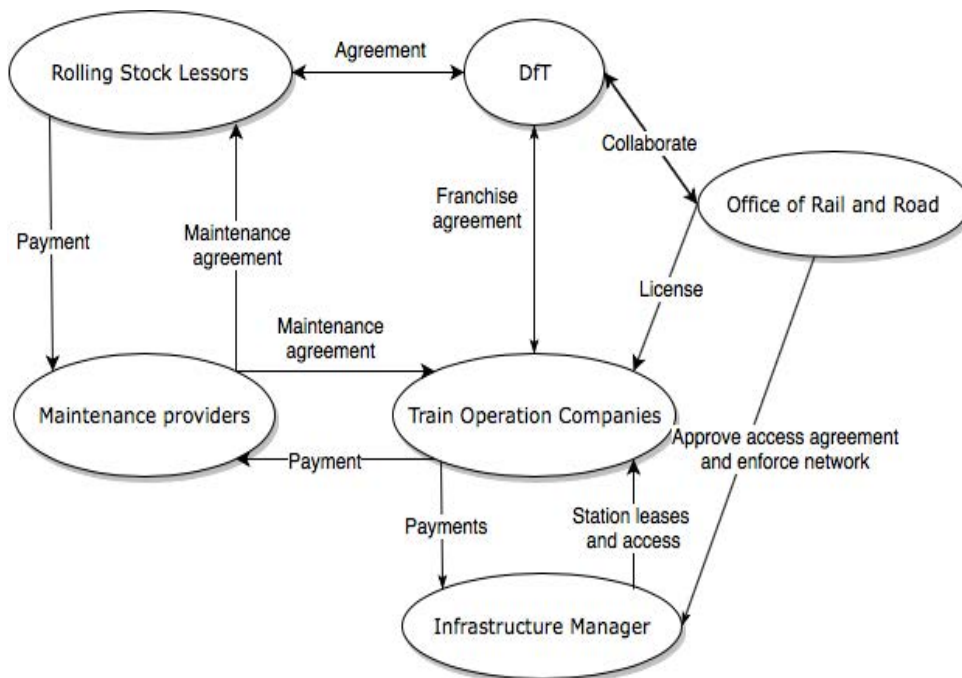 Agreement
Rolling Stock Lessors
DfT
Collaborate
Office of Rail and Road
Franchise
agreement
Payment
Maintenance
agreement
License
Maintenance
agreement
Maintenance providers
Train Operation Companies
Approve access agreement
and enforce network
Payment
Payments
Station leases
and access
Infrastructure Manager